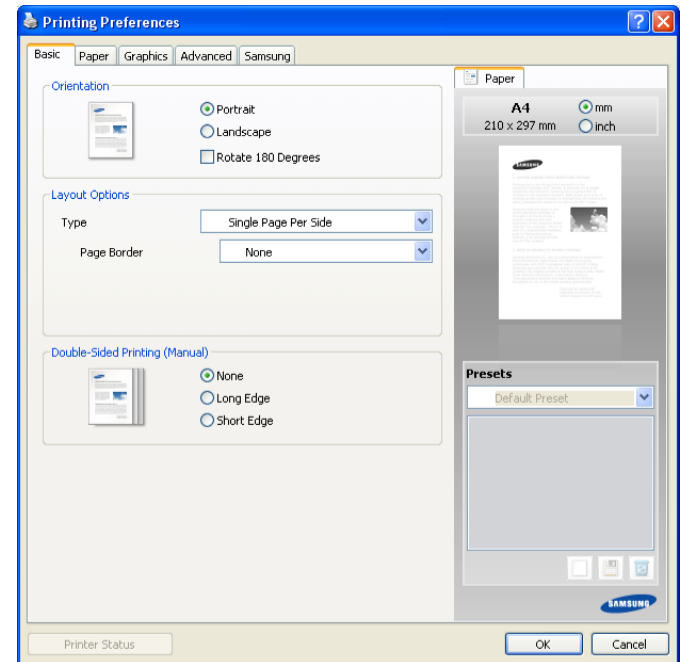 Printing Preferences
Basic
Paper
Graphics
Advanced
Samsung
Orientation
Portrait
Landscape
Rotate 180 Degrees
Layout Options
Type
Single Page Per Side
Page Border
None
Double-Sided Printing (Manual)
None
Long Edge
Short Edge
Paper
A4
210 x 297 mm
mm
inch
SAMSUNG
Presets
Default Preset
SAMSUNG
Printer Status
OK
Cancel